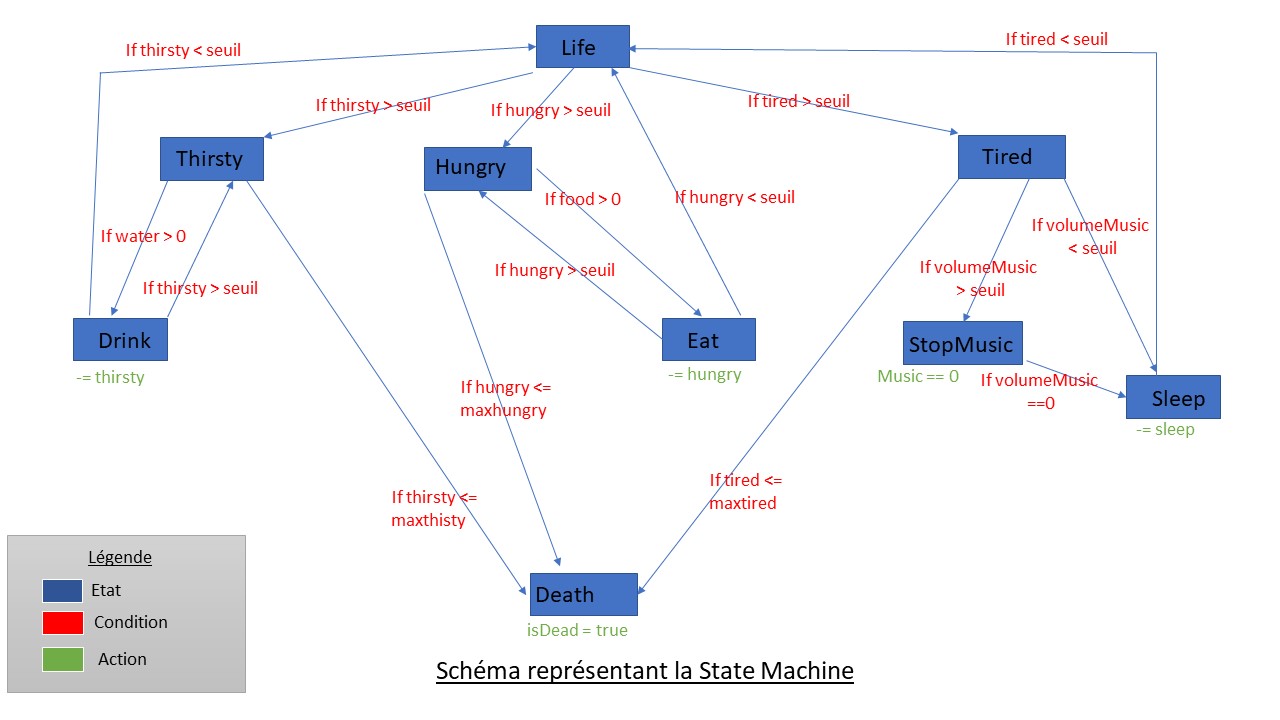 Life
If thirsty < seuil
If tired < seuil
If thirsty > seuil
If hungry > seuil
If tired > seuil
Thirsty
Hungry
Tired
If food > 0
If hungry < seuil
If volumeMusic
< seuil
If water > 0
If hungry > seuil
If volumeMusic
> seuil
If thirsty > seuil
Drink
-= thirsty
Eat
-= hungry
StopMusic
Music == 0
If volumeMusic
==0
Sleep
-= sleep
If hungry <=
maxhungry
If thirsty <=
maxthisty
If tired <=
maxtired
Death
isDead = true
Légende
Etat
Condition
Action
Schéma représentant la State Machine